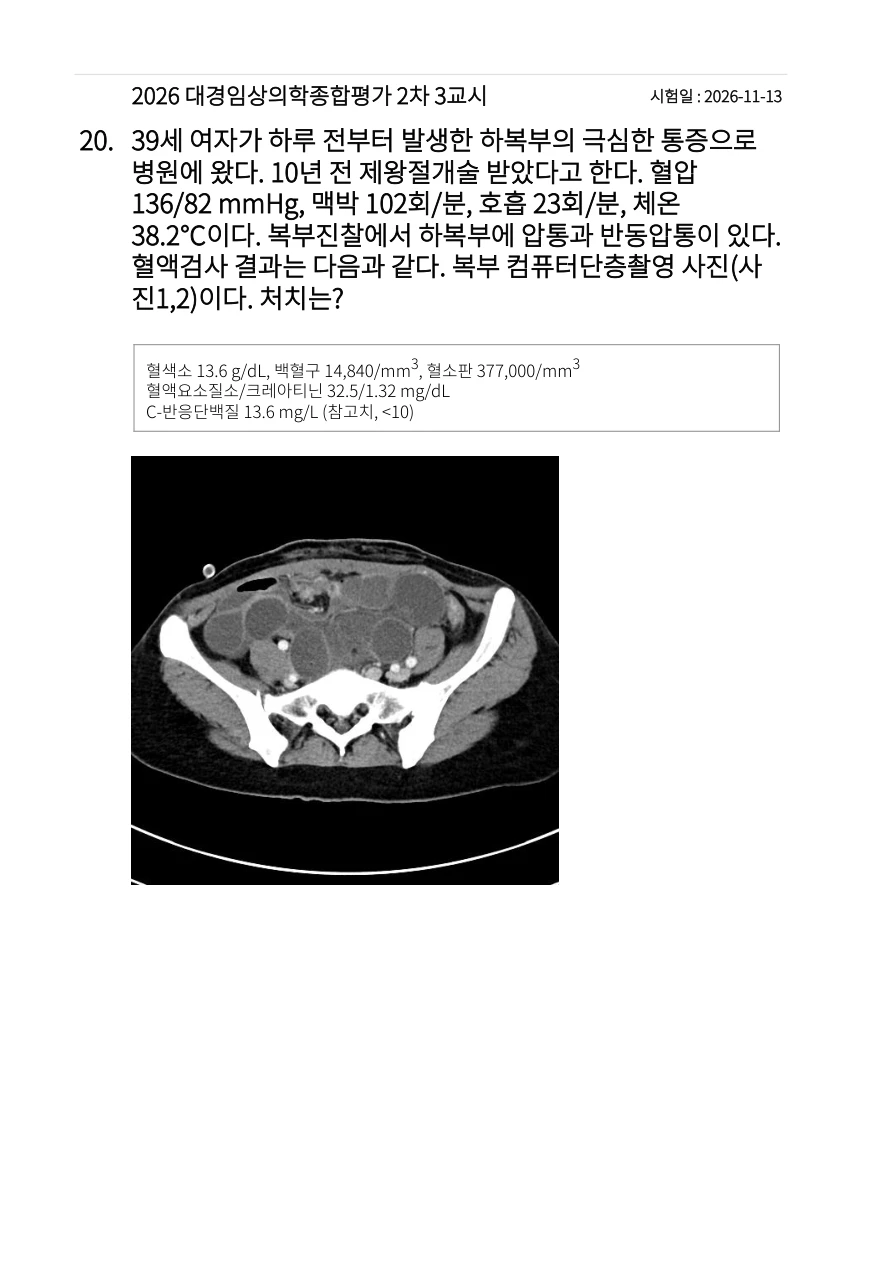 2026 대경임상의학종합평가 2차 3교시
시험일 : 2026-11-13
20. 39세 여자가 하루 전부터 발생한 하복부의 극심한 통증으로
병원에 왔다. 10년 전 제왕절개술 받았다고 한다. 혈압
136/82 mmHg, 맥박 102회/분, 호흡 23회/분, 체온
38.2℃이다. 복부진찰에서 하복부에 압통과 반동압통이 있다.
혈액검사 결과는 다음과 같다. 복부 컴퓨터단층촬영 사진(사
진1,2)이다. 처치는?
혈색소 13.6 g/dL, 백혈구 14,840/mm³, 혈소판 377,000/mm³
혈액요소질소/크레아티닌 32.5/1.32 mg/dL
C-반응단백질 13.6 mg/L (참고치, <10)